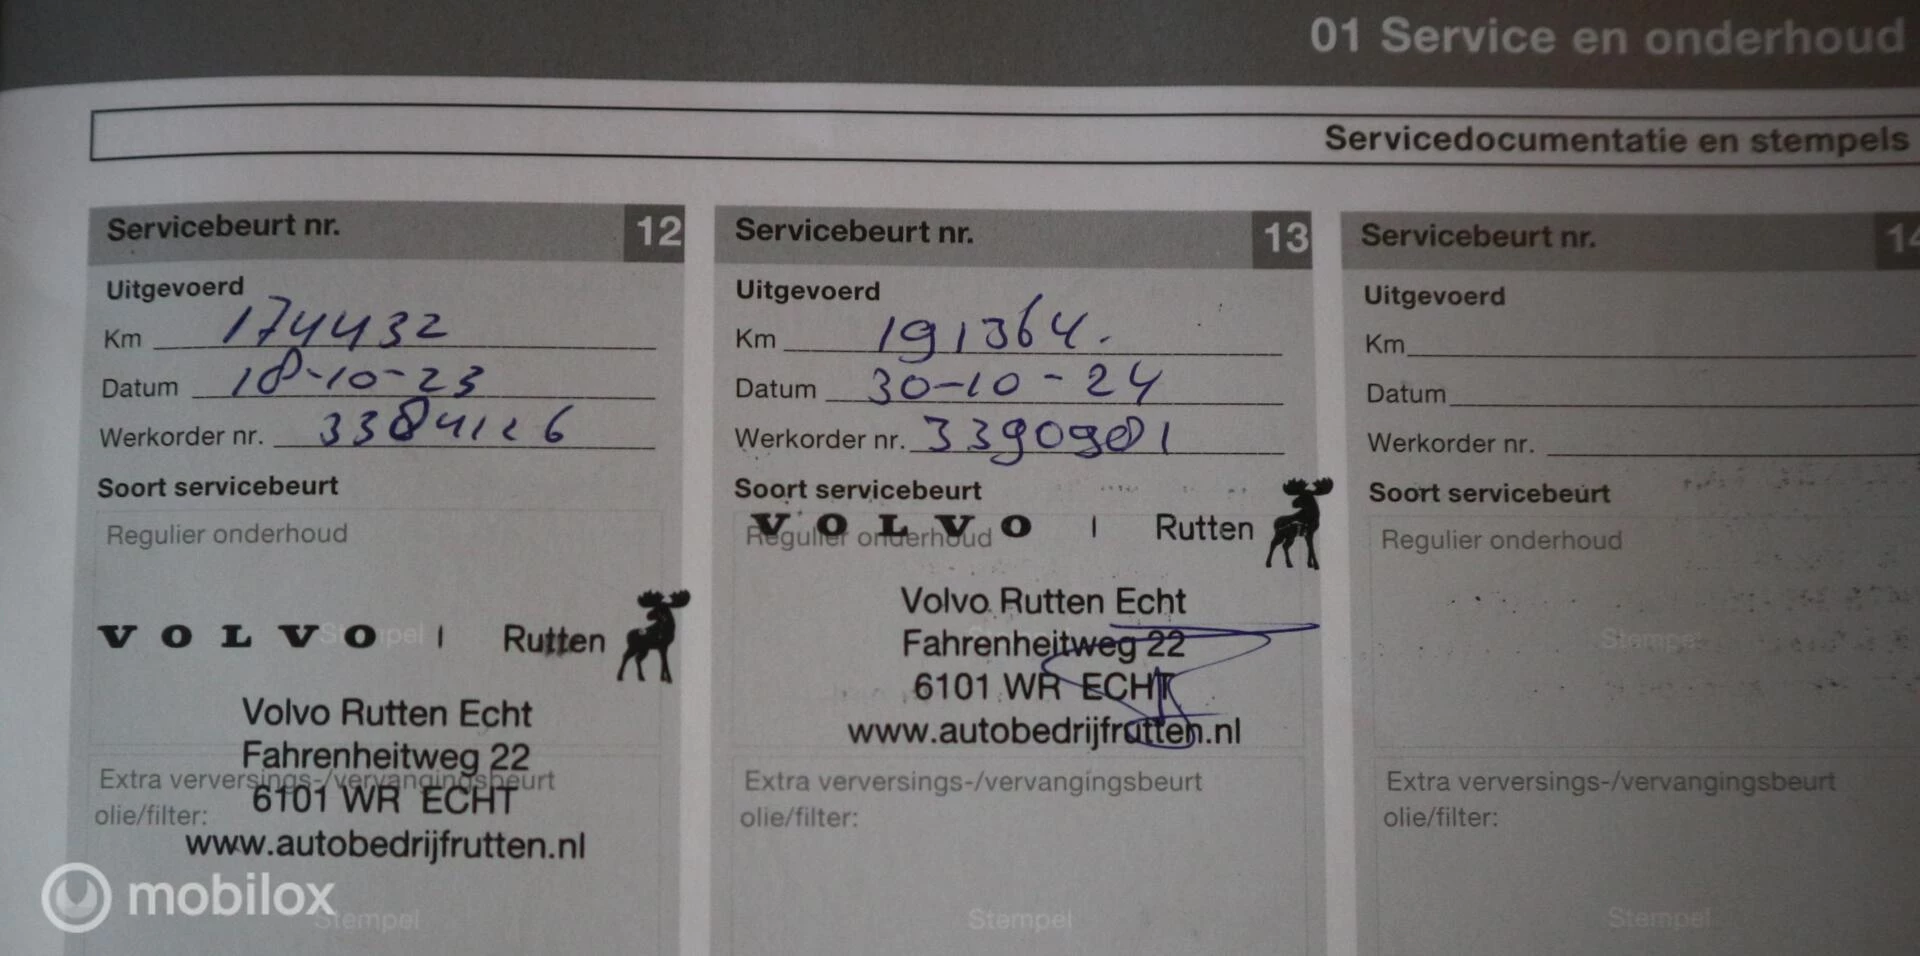 01 Service en onderhoud
Servicedocumentatie en stempels
Servicebeurt nr. 12
Uitgevoerd
Km 174432
Datum 18-10-23
Werkorder nr. 3384126
Soort servicebeurt
Regulier onderhoud
Stempel
VOLVO | Rutten
Volvo Rutten Echt
Fahrenheitweg 22
Extra verversings-/vervangingsbeurt
6101 WR ECHT
olie/filter:
www.autobedrijfrutten.nl
Stempel
Servicebeurt nr. 13
Uitgevoerd
Km 191364.
Datum 30-10-24
Werkorder nr. 3390981
Soort servicebeurt
VOLVO | Rutten
Regulier onderhoud
Volvo Rutten Echt
Fahrenheitweg 22
6101 WR ECHT
www.autobedrijfrutten.nl
Extra verversings-/vervangingsbeurt
olie/filter:
Stempel
Servicebeurt nr. 14
Uitgevoerd
Km
Datum
Werkorder nr.
Soort servicebeurt
Regulier onderhoud
Stempel
Extra verversings-/vervangingsbeurt
olie/filter:
Stempel
mobilox